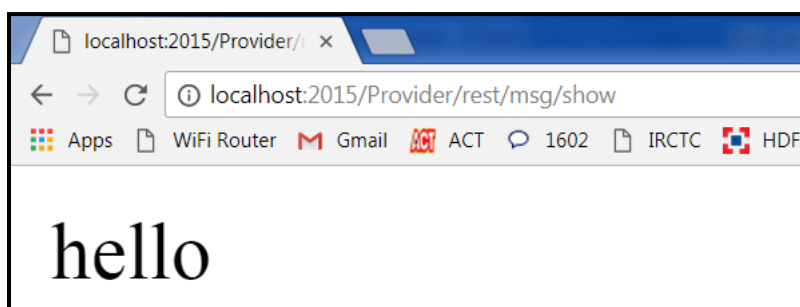 localhost:2015/Provider/
localhost:2015/Provider/rest/msg/show
Apps WiFi Router Gmail ACT ACT 1602 IRCTC HDF
hello